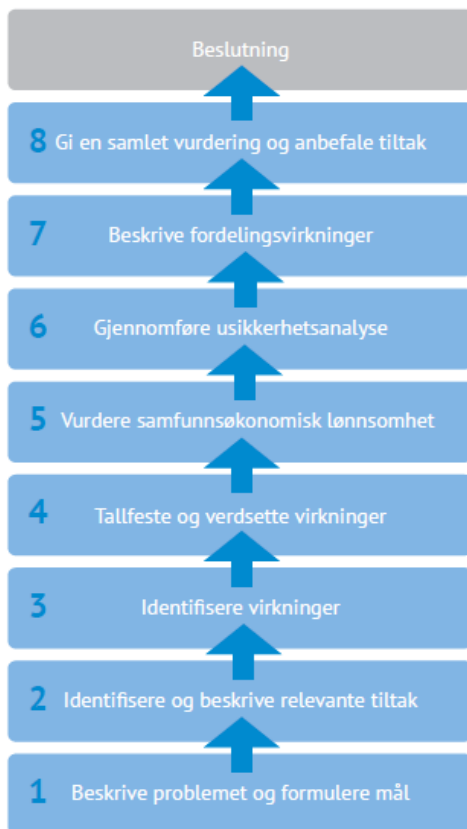 Beslutning
8 Gi en samlet vurdering og anbefale tiltak
7 Beskrive fordelingsvirkninger
6 Gjennomføre usikkerhetsanalyse
5 Vurdere samfunnsøkonomisk lønnsomhet
4 Tallfeste og verdsette virkninger
3 Identifisere virkninger
2 Identifisere og beskrive relevante tiltak
1 Beskrive problemet og formulere mål